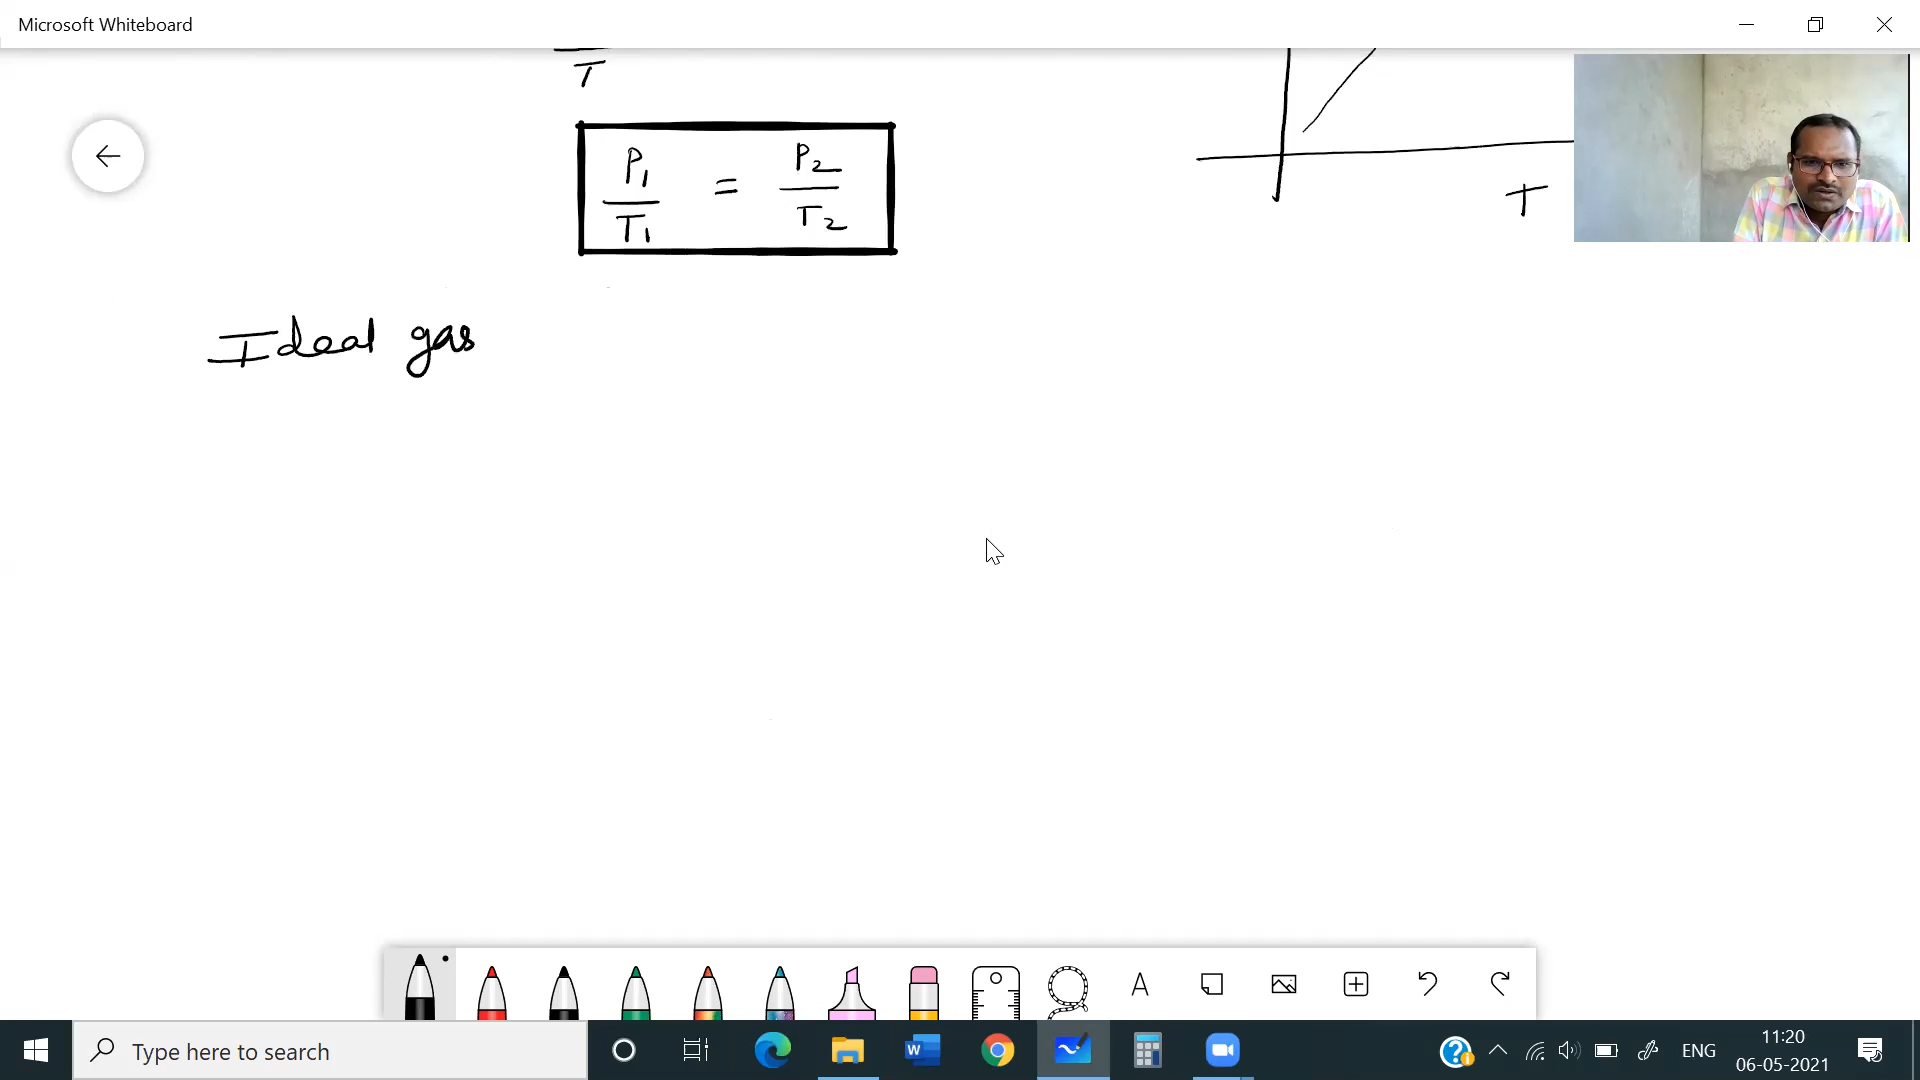 Microsoft Whiteboard
T
P1 = P2
T1 T2
T
Ideal gas
A
Type here to search
W
?
ENG
11:20
06-05-2021